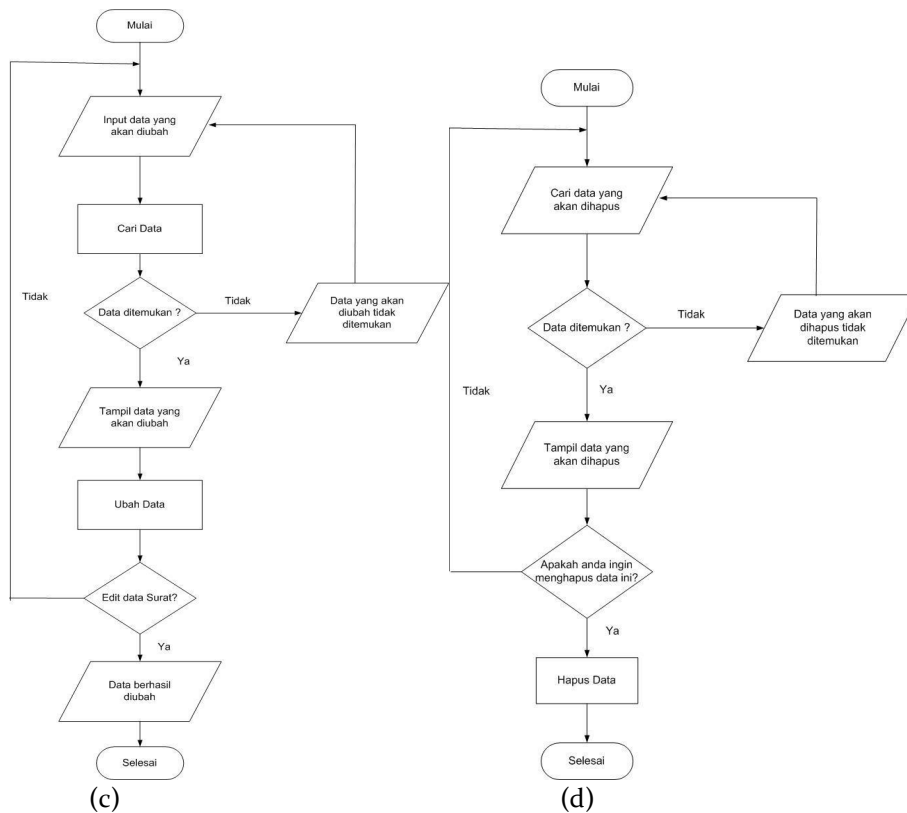 Mulai
Input data yang
akan diubah
Cari Data
Tidak
Data ditemukan ?
Tidak
Data yang akan
diubah tidak
ditemukan
Ya
Tampil data yang
akan diubah
Ubah Data
Edit data Surat?
Ya
Data berhasil
diubah
Selesai
(c)
Mulai
Cari data yang
akan dihapus
Data ditemukan ?
Tidak
Data yang akan
dihapus tidak
ditemukan
Tidak
Ya
Tampil data yang
akan dihapus
Apakah anda ingin
menghapus data ini?
Ya
Hapus Data
Selesai
(d)